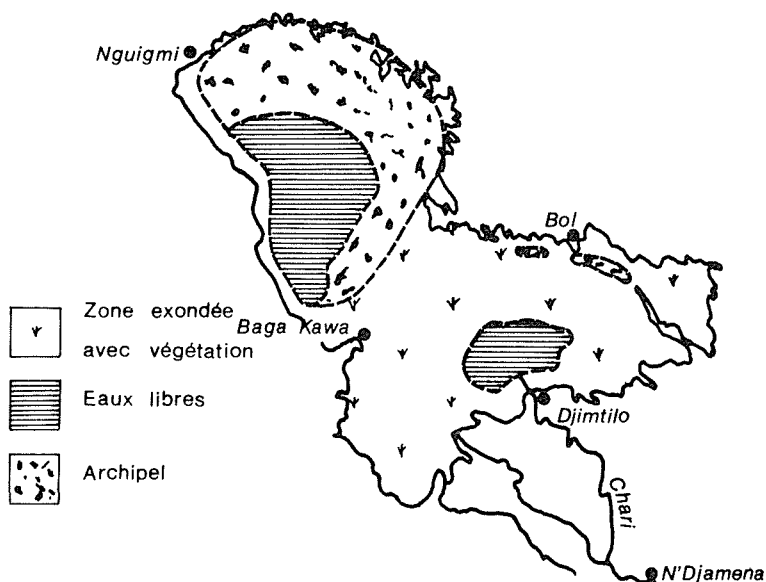 Nguigmi
Bol
Zone exondée
avec végétation
Baga Kawa
Eaux libres
Djimtilo
Archipel
Chari
N'Djamena